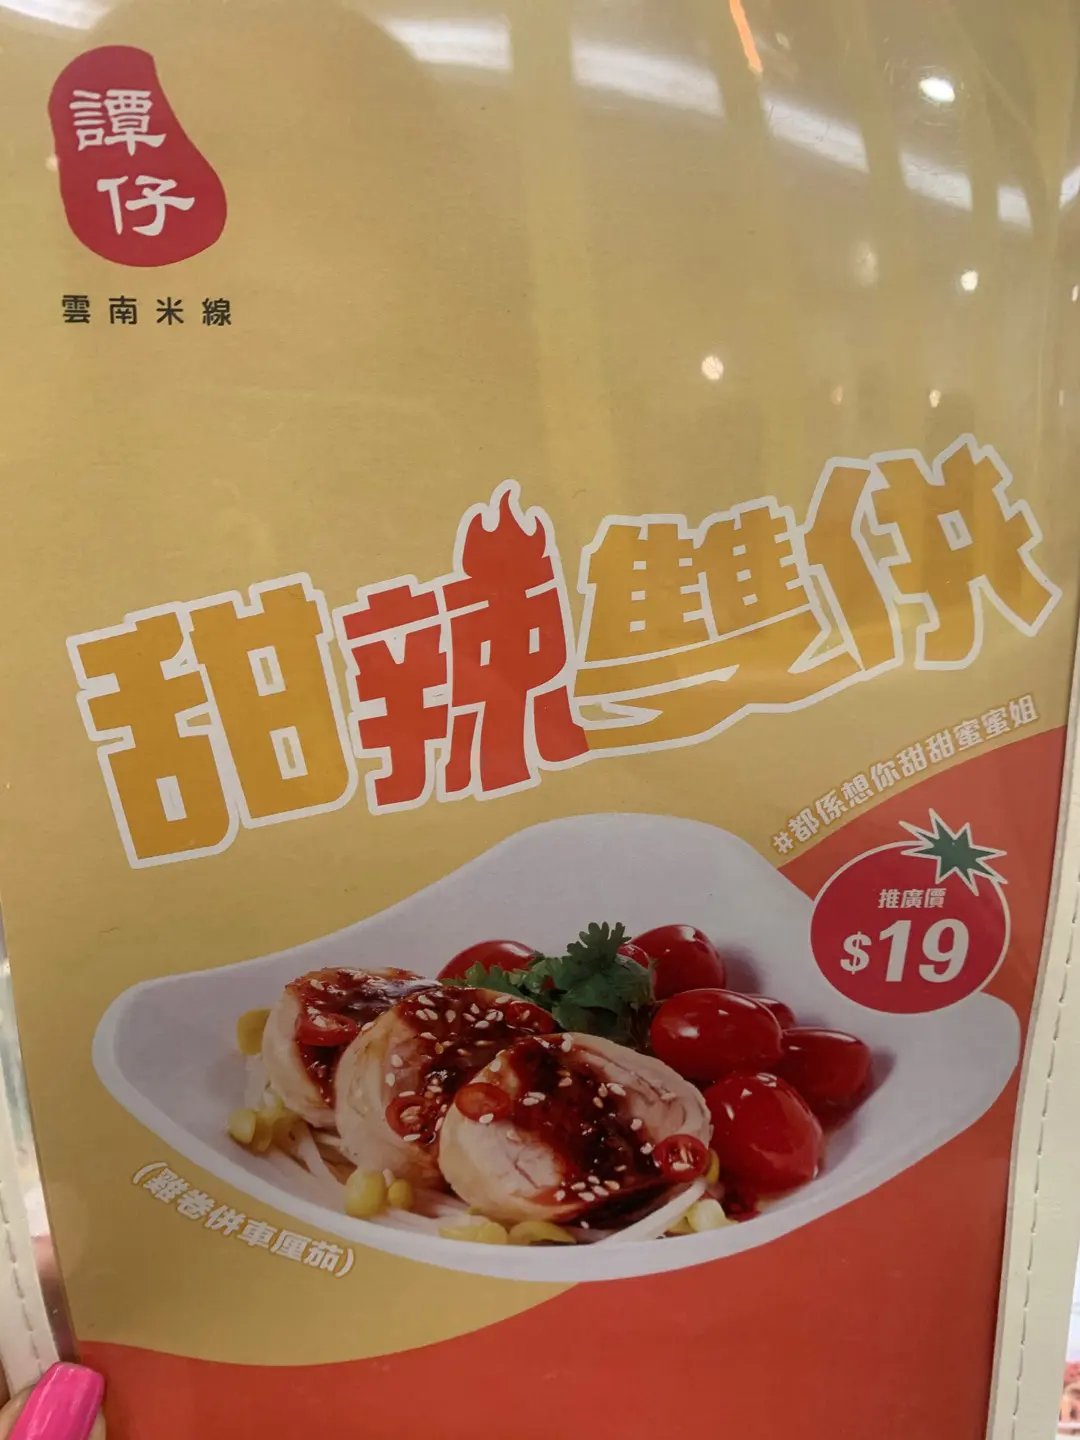 譚
仔
雲南米線
甜辣雙併
#都係想你甜甜蜜蜜姐
推廣價
$19
(雞卷併車厘茄)